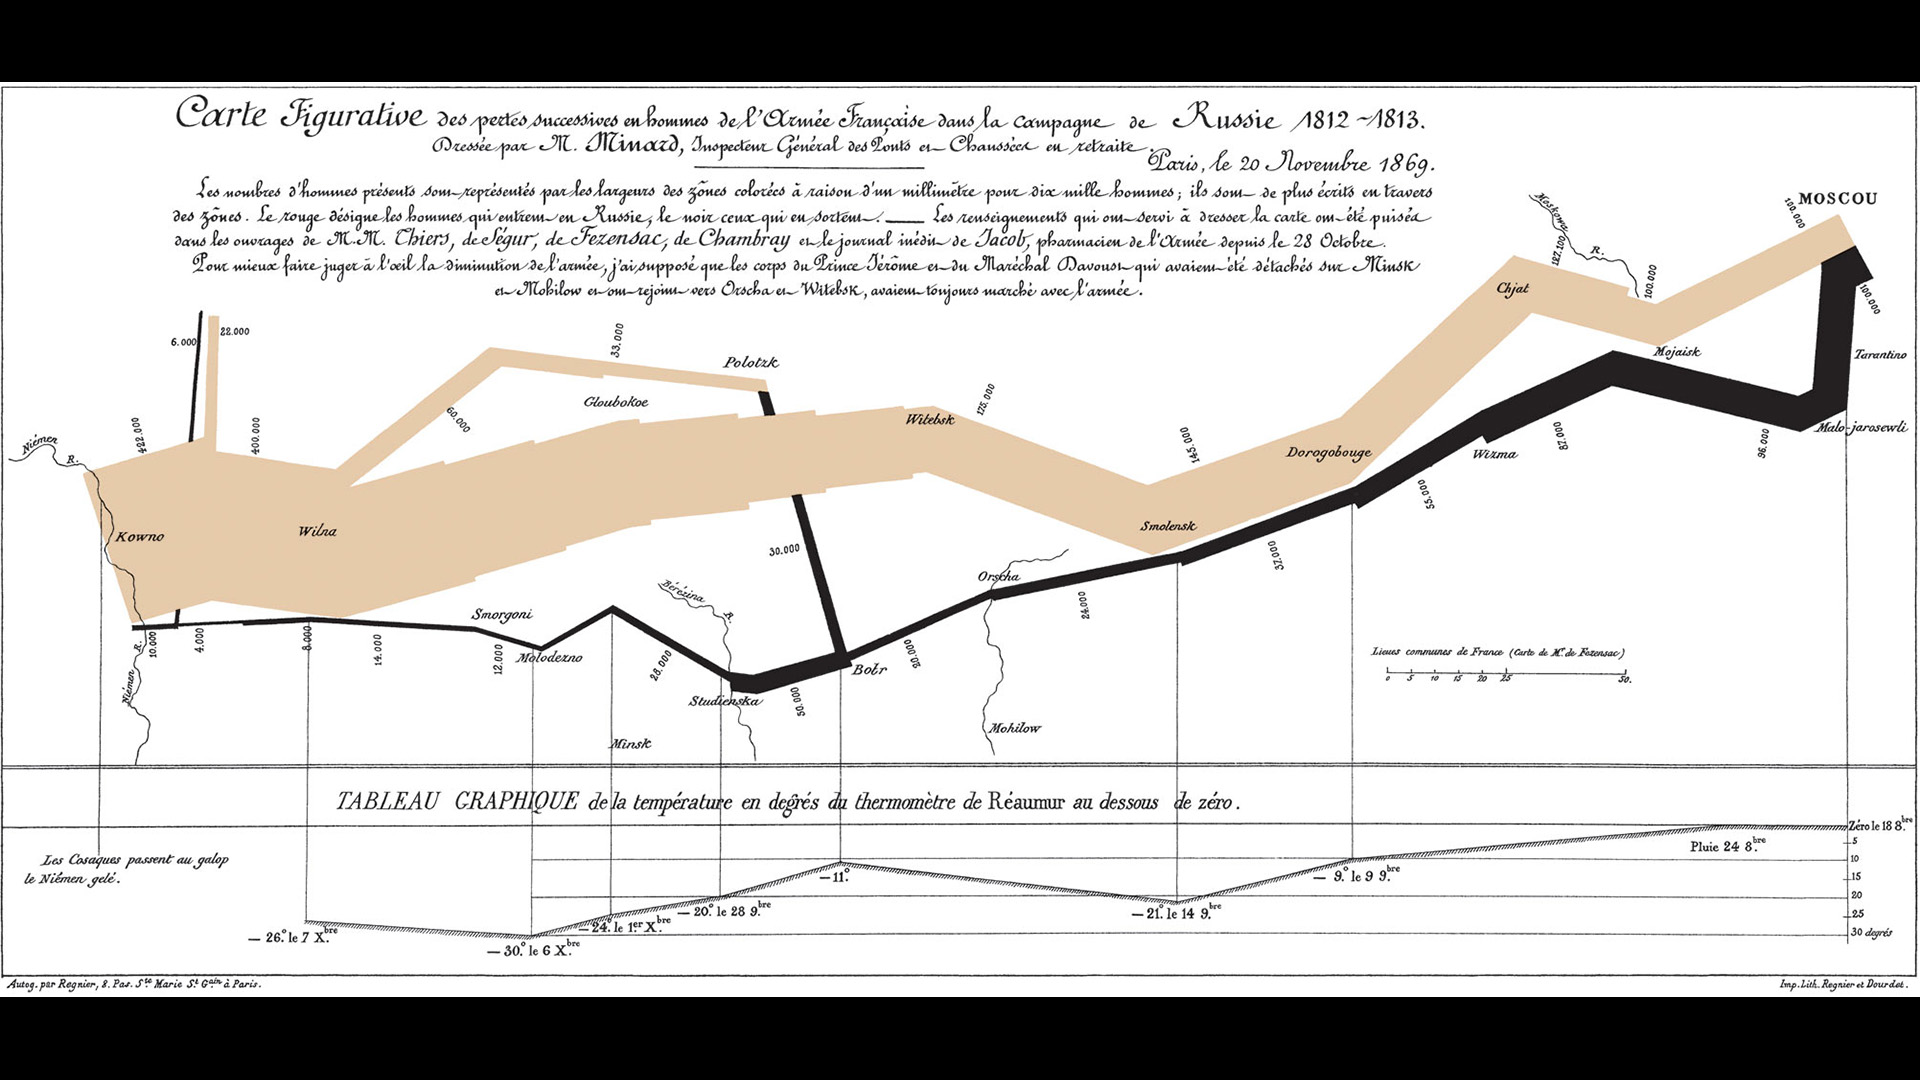 Carte Figurative des pertes successives en hommes de l'Armée Française dans la campagne de Russie 1812~1813.
Dressée par M. Minard, Inspecteur Général des Ponts et Chaussées en retraite.
Paris, le 20 Novembre 1869.
Les nombres d'hommes présents sont représentés par les largeurs des zônes colorées à raison d'un millimètre pour dix mille hommes; ils sont de plus écrits en travers
des zônes. Le rouge désigne les hommes qui entrent en Russie, le noir ceux qui en sortent. — Les renseignements qui ont servi à dresser la carte ont été puisés
dans les ouvrages de M.M. Thiers, de Ségur, de Fezensac, de Chambray et le journal inédit de Jacob, pharmacien de l'Armée depuis le 28 Octobre.
Pour mieux faire juger à l'œil la diminution de l'armée, j'ai supposé que les corps du Prince Jérôme et du Maréchal Davoust qui avaient été détachés sur Minsk
et Mohilow et ont rejoint vers Orscha et Witebsk, avaient toujours marché avec l'armée.
Moskowa R.
MOSCOU
100.000
127.100
100.000
Chjat
100.000
6.000
22.000
33.000
Polotzk
Mojaisk
Tarantino
Gloubokoe
60.000
Witebsk
175.000
422.000
400.000
Niémen R.
145.000
Dorogobouge
Wizma
82.000
96.000
Malo-jarosewli
Kowno
Wilna
Smolensk
55.000
30.000
37.000
Orscha
Bérézina R.
24.000
Smorgoni
10.000
4.000
8.000
14.000
12.000
Molodezno
28.000
20.000
Bobr
Niémen R.
Studienska
50.000
Minsk
Mohilow
Lieues communes de France (Carte de M. de Fezensac)
0 5 10 15 20 25 50.
TABLEAU GRAPHIQUE de la température en degrés du thermomètre de Réaumur au dessous de zéro.
Zéro le 18 8.bre
Pluie 24 8.bre
5
10
15
20
25
30 degrés
Les Cosaques passent au galop
le Niémen gelé.
— 26.° le 7 X.bre
— 30.° le 6 X.bre
— 24.° le 1.er X.bre
— 20.° le 28 9.bre
— 11.°
— 21.° le 14 9.bre
— 9.° le 9 9.bre
Autog. par Regnier, 8. Pas. S.te Marie S.t G.ain à Paris.
Imp. Lith. Regnier et Dourdet.